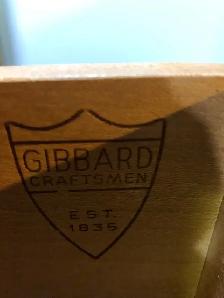 GIBBARD
CRAFTSMEN
EST.
1835